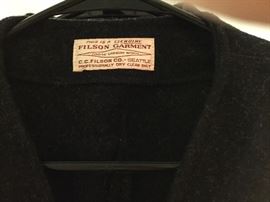 THIS IS A GENUINE
FILSON GARMENT
C.C. FILSON CO. - SEATTLE
PROFESSIONALLY DRY CLEAN ONLY